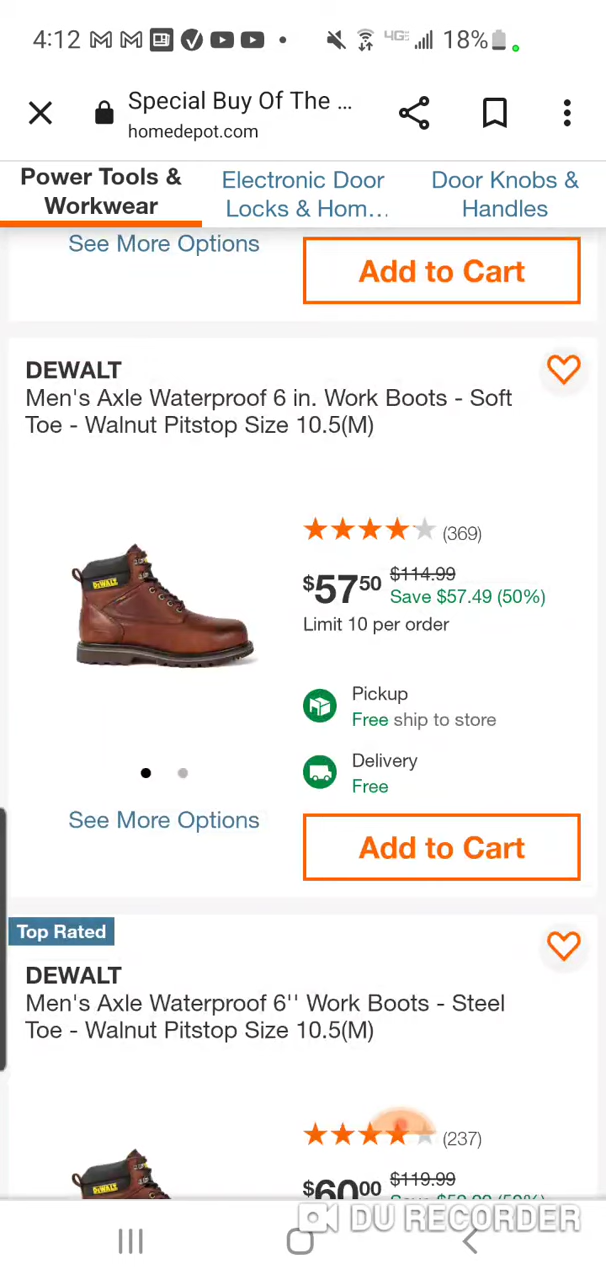 4:12
4GE
18%
Special Buy Of The ...
homedepot.com
Power Tools &
Workwear
Electronic Door
Locks & Hom...
Door Knobs &
Handles
See More Options
Add to Cart
DEWALT
Men's Axle Waterproof 6 in. Work Boots - Soft
Toe - Walnut Pitstop Size 10.5(M)
DEWALT
(369)
$57 50 $114.99
Save $57.49 (50%)
Limit 10 per order
Pickup
Free ship to store
Delivery
Free
See More Options
Add to Cart
Top Rated
DEWALT
Men's Axle Waterproof 6'' Work Boots - Steel
Toe - Walnut Pitstop Size 10.5(M)
(237)
DEWALT
$60 00 $119.99
DU RECORDER